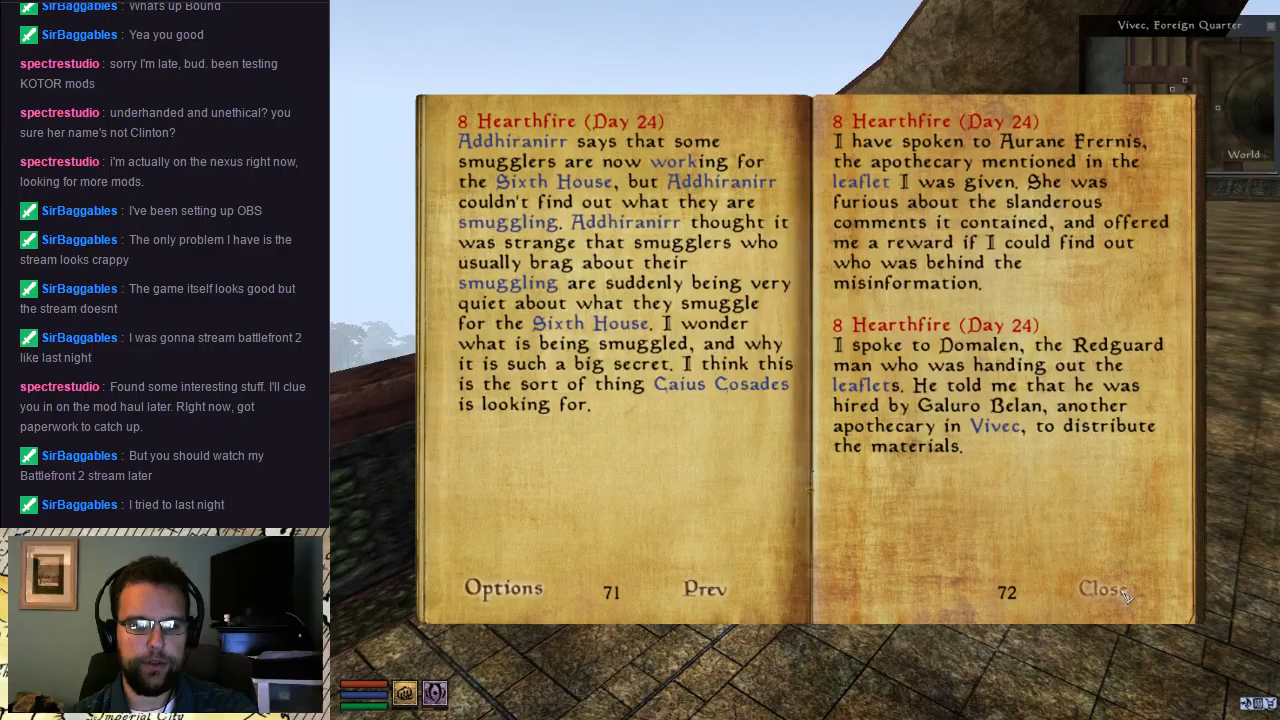 SirBaggables : What's up Bound
SirBaggables : Yea you good
spectrestudio : sorry I'm late, bud. been testing
KOTOR mods
spectrestudio : underhanded and unethical? you
sure her name's not Clinton?
spectrestudio : i'm actually on the nexus right now,
looking for more mods.
SirBaggables : I've been setting up OBS
SirBaggables : The only problem I have is the
stream looks crappy
SirBaggables : The game itself looks good but
the stream doesnt
SirBaggables : I was gonna stream battlefront 2
like last night
spectrestudio : Found some interesting stuff. I'll clue
you in on the mod haul later. RIght now, got
paperwork to catch up.
SirBaggables : But you should watch my
Battlefront 2 stream later
SirBaggables : I tried to last night
Imperial City
8 Hearthfire (Day 24)
Addhiranirr says that some
smugglers are now working for
the Sixth House, but Addhiranirr
couldn't find out what they are
smuggling. Addhiranirr thought it
was strange that smugglers who
usually brag about their
smuggling are suddenly being very
quiet about what they smuggle
for the Sixth House. I wonder
what is being smuggled, and why
it is such a big secret. I think this
is the sort of thing Caius Cosades
is looking for.
Options
71
Prev
8 Hearthfire (Day 24)
I have spoken to Aurane Frernis,
the apothecary mentioned in the
leaflet I was given. She was
furious about the slanderous
comments it contained, and offered
me a reward if I could find out
who was behind the
misinformation.
8 Hearthfire (Day 24)
I spoke to Domalen, the Redguard
man who was handing out the
leaflets. He told me that he was
hired by Galuro Belan, another
apothecary in Vivec, to distribute
the materials.
72
Close
Vivec, Foreign Quarter
World